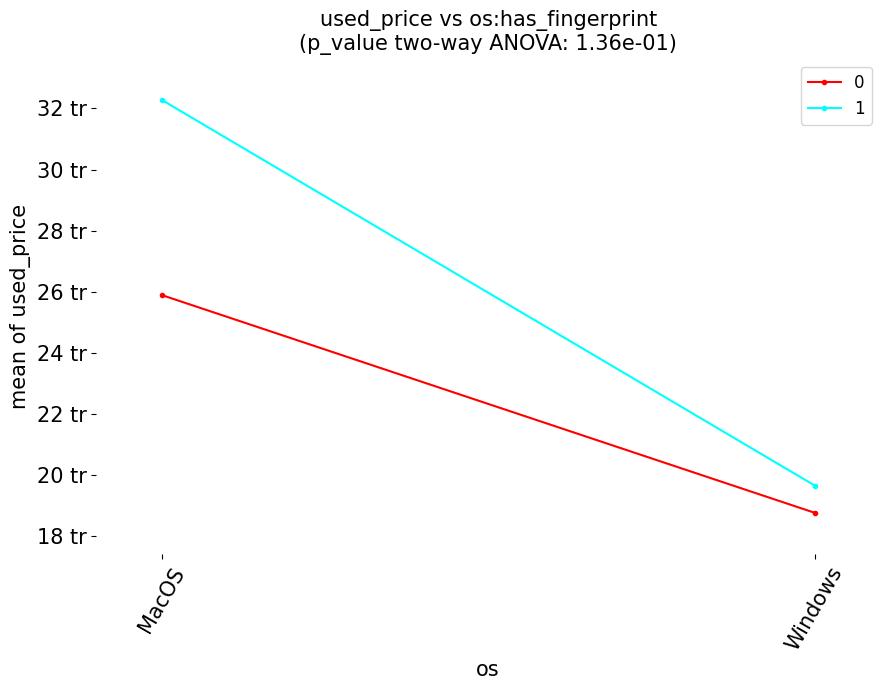 used_price vs os:has_fingerprint
(p_value two-way ANOVA: 1.36e-01)
0
1
32 tr
30 tr
28 tr
26 tr
24 tr
22 tr
20 tr
18 tr
mean of used_price
MacOS
Windows
os